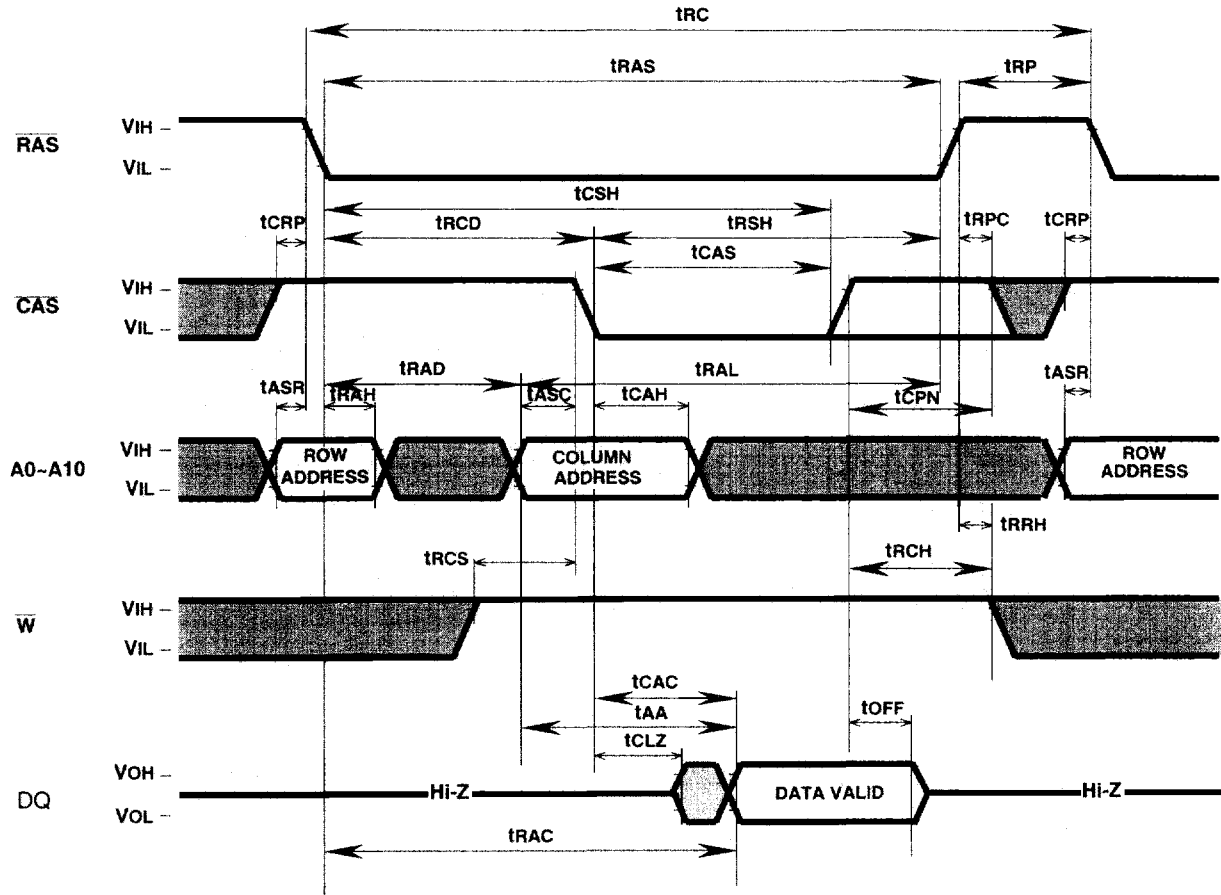 tRC
tRAS
tRP
RAS
VIH
VIL
tCSH
tCRP
tRCD
tRSH
tRPC
tCRP
tCAS
CAS
VIH
VIL
tRAD
tRAL
tASR
tRAH
tASC
tCAH
tCPN
tASR
A0~A10
VIH
VIL
ROW
ADDRESS
COLUMN
ADDRESS
ROW
ADDRESS
tRRH
tRCS
tRCH
W
VIH
VIL
tCAC
tAA
tOFF
tCLZ
DQ
VOH
VOL
Hi-Z
DATA VALID
Hi-Z
tRAC